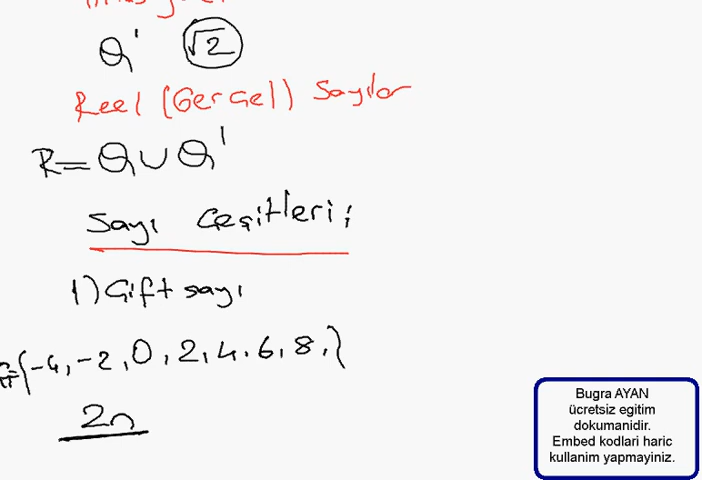 Q' √2
Reel (Gerçel) Sayılar
R = Q ∪ Q'
Sayı Çeşitleri ;
1) Çift sayı
{-4, -2, 0, 2, 4, 6, 8, }
2n
Bugra AYAN
ücretsiz egitim
dokumanidir.
Embed kodlari haric
kullanim yapmayiniz.